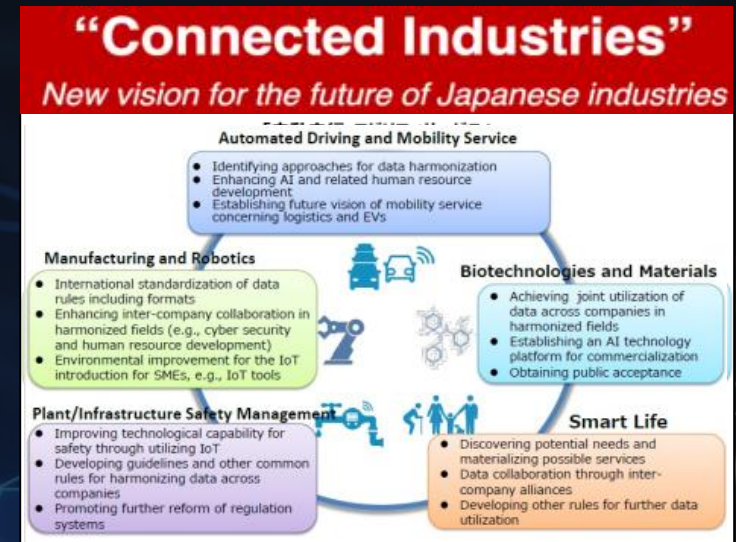 “Connected Industries”
New vision for the future of Japanese industries
Automated Driving and Mobility Service
● Identifying approaches for data harmonization
● Enhancing AI and related human resource
development
● Establishing future vision of mobility service
concerning logistics and EVs
Manufacturing and Robotics
● International standardization of data
rules including formats
● Enhancing inter-company collaboration in
harmonized fields (e.g., cyber security
and human resource development)
● Environmental improvement for the IoT
introduction for SMEs, e.g., IoT tools
Biotechnologies and Materials
● Achieving joint utilization of
data across companies in
harmonized fields
● Establishing an AI technology
platform for commercialization
● Obtaining public acceptance
Plant/Infrastructure Safety Management
● Improving technological capability for
safety through utilizing IoT
● Developing guidelines and other common
rules for harmonizing data across
companies
● Promoting further reform of regulation
systems
Smart Life
● Discovering potential needs and
materializing possible services
● Data collaboration through inter-
company alliances
● Developing other rules for further data
utilization